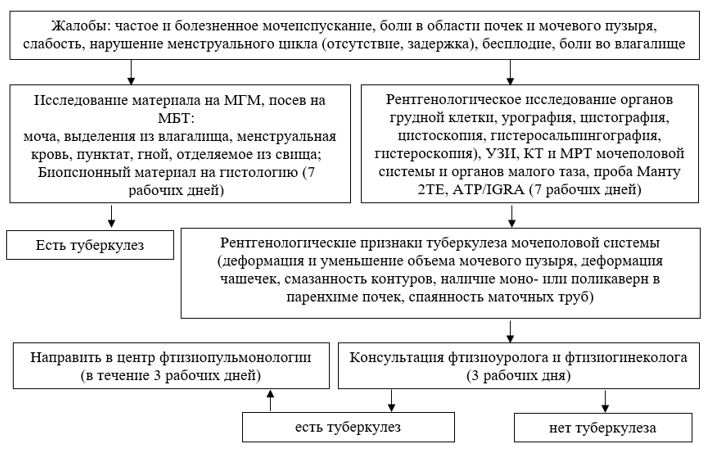 Жалобы: частое и болезненное мочеиспускание, боли в области почек и мочевого пузыря,
слабость, нарушение менструального цикла (отсутствие, задержка), бесплодие, боли во влагалище
Исследование материала на МГМ, посев на
МБТ:
моча, выделения из влагалища, менструальная
кровь, пунктат, гной, отделяемое из свища;
Биопсионный материал на гистологию (7
рабочих дней)
Рентгенологическое исследование органов
грудной клетки, урография, цистография,
цистоскопия, гистеросальпингография,
гистероскопия), УЗИ, КТ и МРТ мочеполовой
системы и органов малого таза, проба Манту
2ТЕ, АТР/IGRA (7 рабочих дней)
Есть туберкулез
Рентгенологические признаки туберкулеза мочеполовой системы
(деформация и уменьшение объема мочевого пузыря, деформация
чашечек, смазанность контуров, наличие моно- или поликаверн в
паренхиме почек, спаянность маточных труб)
Направить в центр фтизиопульмонологии
(в течение 3 рабочих дней)
Консультация фтизиоуролога и фтизиогинеколога
(3 рабочих дня)
есть туберкулез
нет туберкулеза